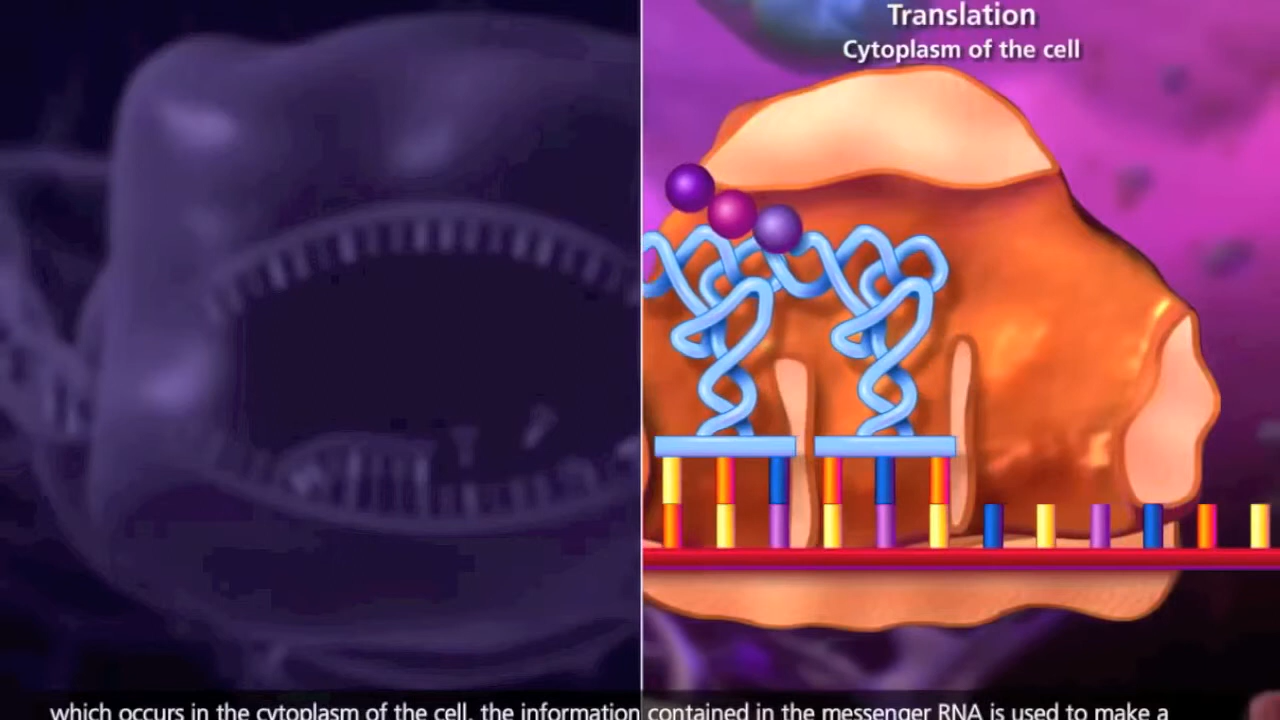 Translation
Cytoplasm of the cell
which occurs in the cytoplasm of the cell, the information contained in the messenger RNA is used to make a